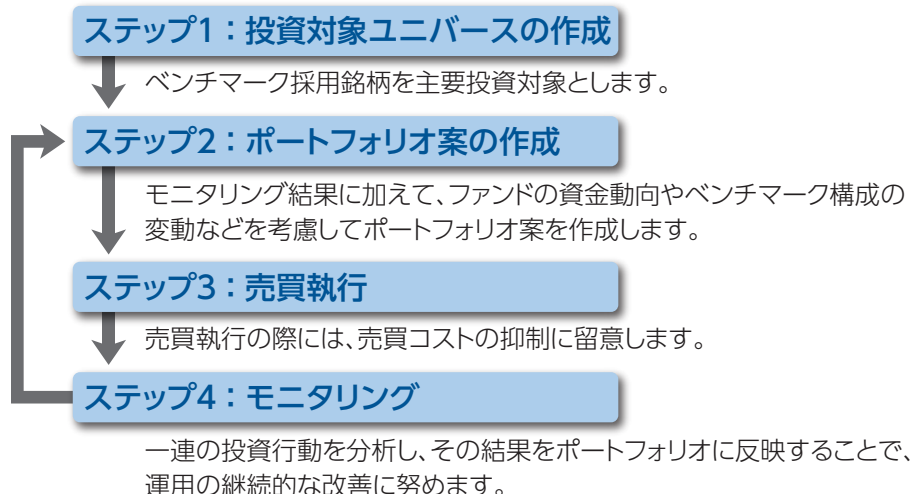 ステップ1：投資対象ユニバースの作成
ベンチマーク採用銘柄を主要投資対象とします。
ステップ2：ポートフォリオ案の作成
モニタリング結果に加えて、ファンドの資金動向やベンチマーク構成の
変動などを考慮してポートフォリオ案を作成します。
ステップ3：売買執行
売買執行の際には、売買コストの抑制に留意します。
ステップ4：モニタリング
一連の投資行動を分析し、その結果をポートフォリオに反映することで、
運用の継続的な改善に努めます。